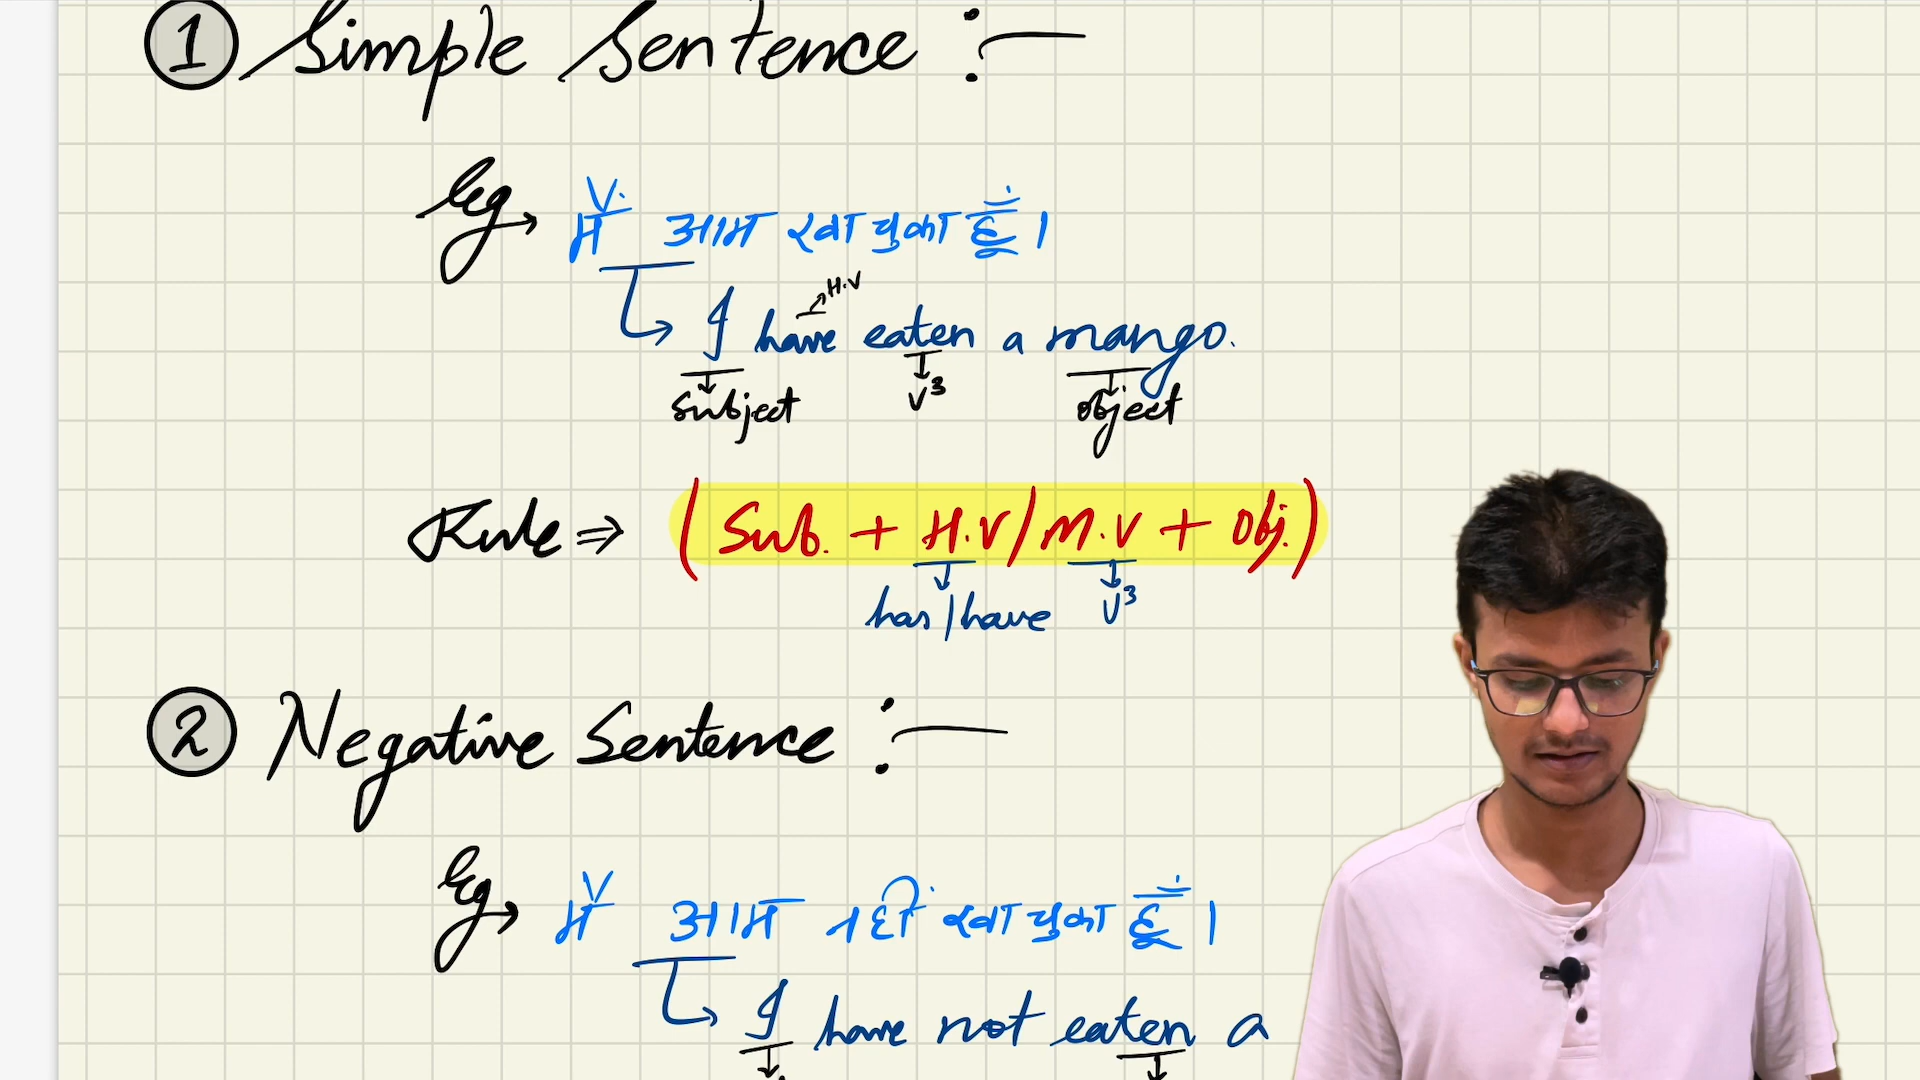 ① Simple Sentence :-
Eg → मैं आम खा चुका हूँ।
H.V
I have eaten a mango.
Subject V³ object
Rule ⇒ (Sub. + H.V/M.V + Obj.)
has/have V³
② Negative Sentence :-
Eg → मैं आम नहीं खा चुका हूँ।
I have not eaten a